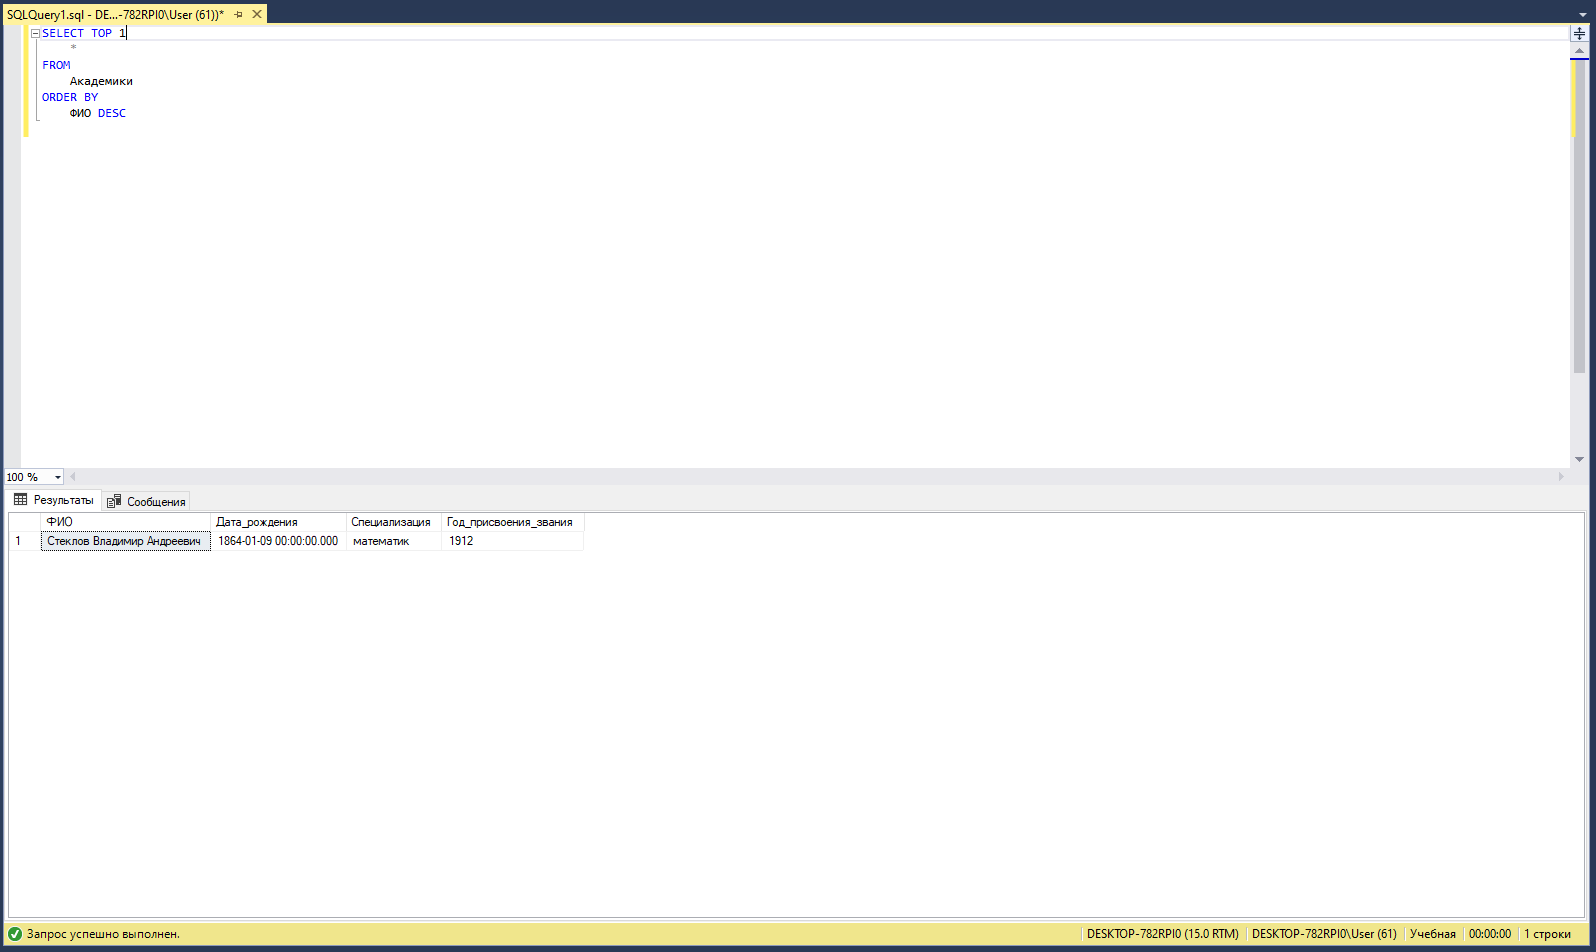 SQLQuery1.sql - DE...-782RPI0\User (61))*
SELECT TOP 1
*
FROM
Академики
ORDER BY
ФИО DESC
100 %
Результаты Сообщения
ФИО Дата_рождения Специализация Год_присвоения_звания
1 Стеклов Владимир Андреевич 1864-01-09 00:00:00.000 математик 1912
Запрос успешно выполнен. DESKTOP-782RPI0 (15.0 RTM) DESKTOP-782RPI0\User (61) Учебная 00:00:00 1 строки